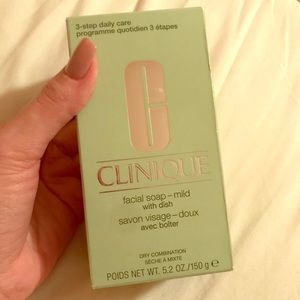 3-step daily care
programme quotidien 3 étapes
C
CLINIQUE
facial soap – mild
with dish
savon visage – doux
avec boîter
DRY COMBINATION
SÈCHE À MIXTE
POIDS NET WT. 5.2 OZ./150 g e